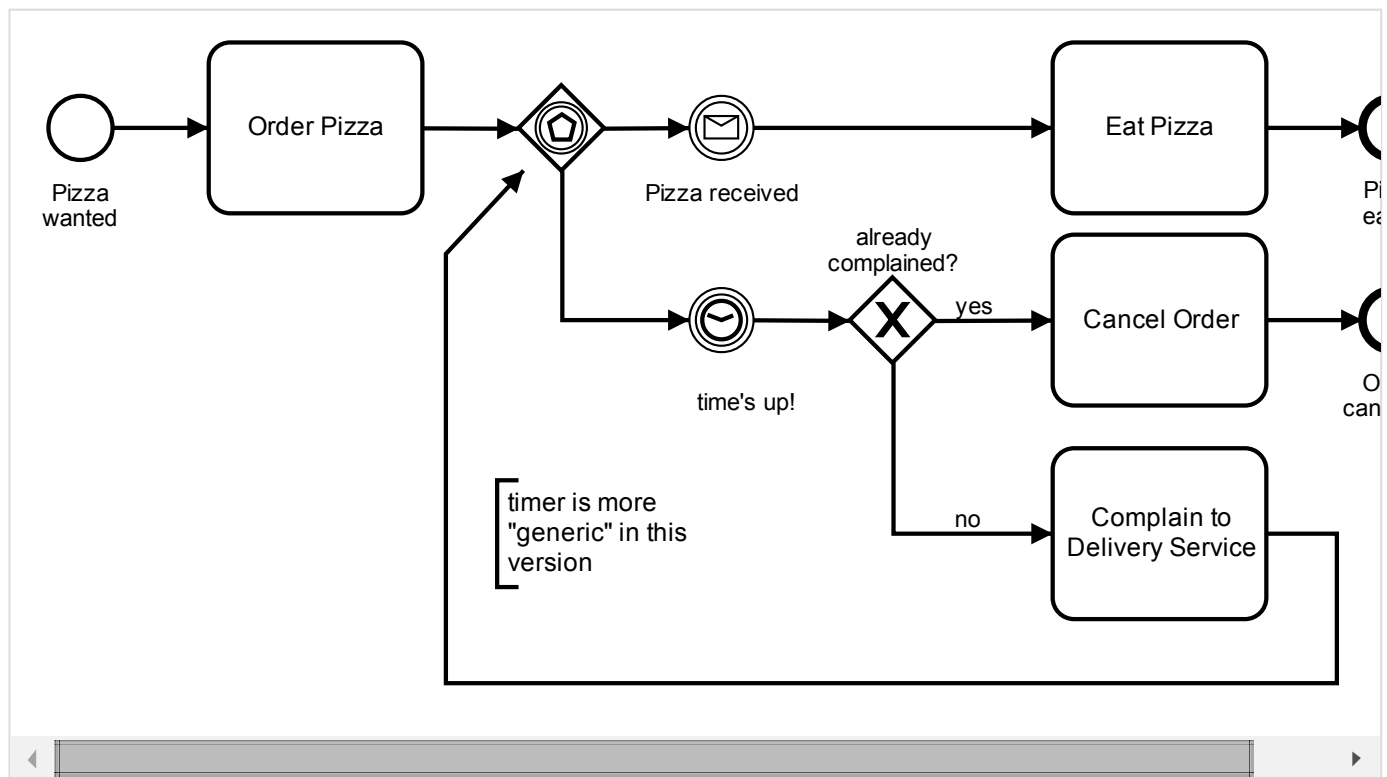 Order Pizza
Eat Pizza
Pizza
wanted
Pizza received
already
complained?
yes
Cancel Order
time's up!
timer is more
"generic" in this
version
no
Complain to
Delivery Service